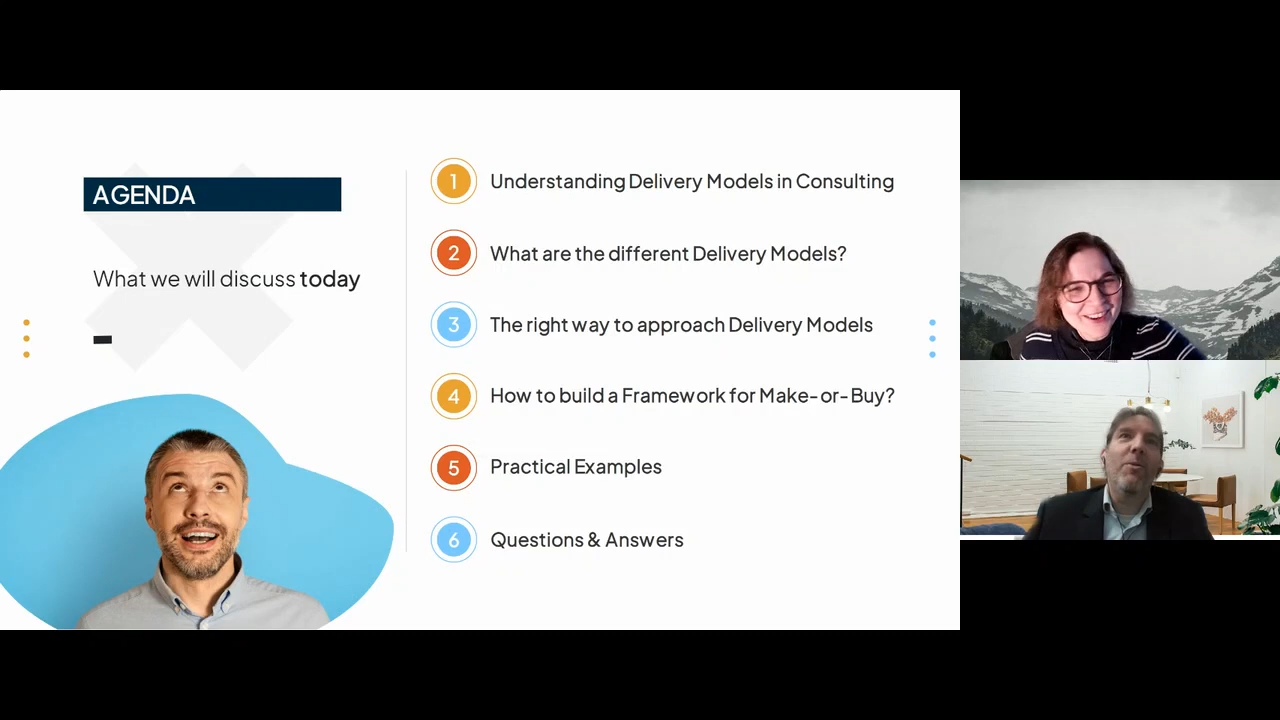 AGENDA
What we will discuss today
1
Understanding Delivery Models in Consulting
2
What are the different Delivery Models?
3
The right way to approach Delivery Models
4
How to build a Framework for Make-or-Buy?
5
Practical Examples
6
Questions & Answers